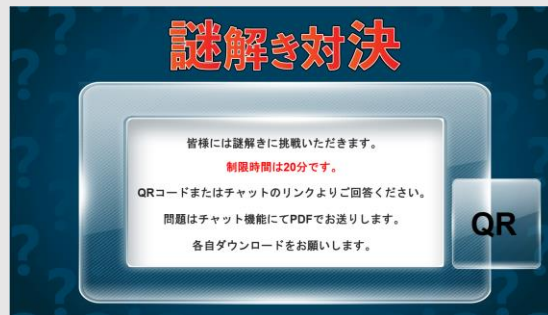 謎解き対決
皆様には謎解きに挑戦いただきます。
制限時間は20分です。
QRコードまたはチャットのリンクよりご回答ください。
問題はチャット機能にてPDFでお送りします。
各自ダウンロードをお願いします。
QR